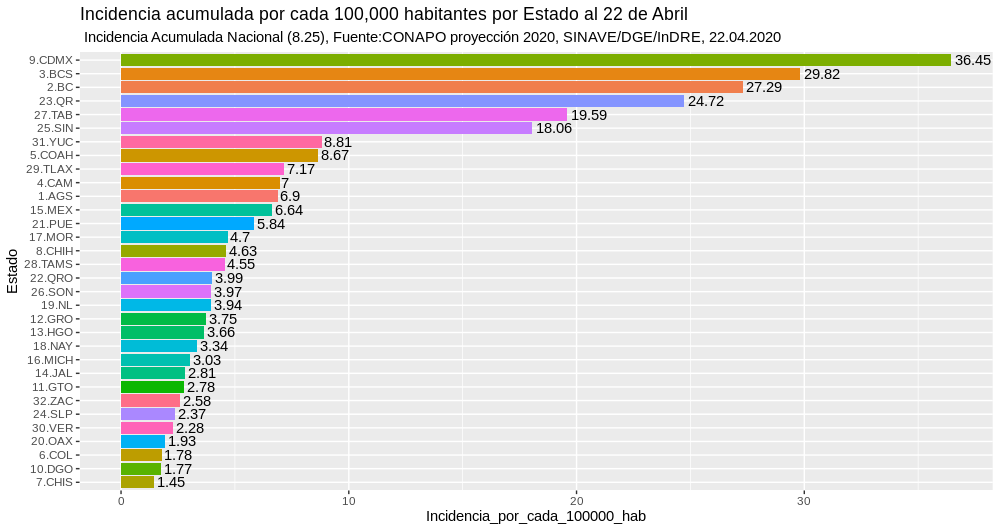 Incidencia acumulada por cada 100,000 habitantes por Estado al 22 de Abril
Incidencia Acumulada Nacional (8.25), Fuente:CONAPO proyección 2020, SINAVE/DGE/InDRE, 22.04.2020
Estado
9.CDMX 36.45
3.BCS 29.82
2.BC 27.29
23.QR 24.72
27.TAB 19.59
25.SIN 18.06
31.YUC 8.81
5.COAH 8.67
29.TLAX 7.17
4.CAM 7
1.AGS 6.9
15.MEX 6.64
21.PUE 5.84
17.MOR 4.7
8.CHIH 4.63
28.TAMS 4.55
22.QRO 3.99
26.SON 3.97
19.NL 3.94
12.GRO 3.75
13.HGO 3.66
18.NAY 3.34
16.MICH 3.03
14.JAL 2.81
11.GTO 2.78
32.ZAC 2.58
24.SLP 2.37
30.VER 2.28
20.OAX 1.93
6.COL 1.78
10.DGO 1.77
7.CHIS 1.45
0 10 20 30
Incidencia_por_cada_100000_hab